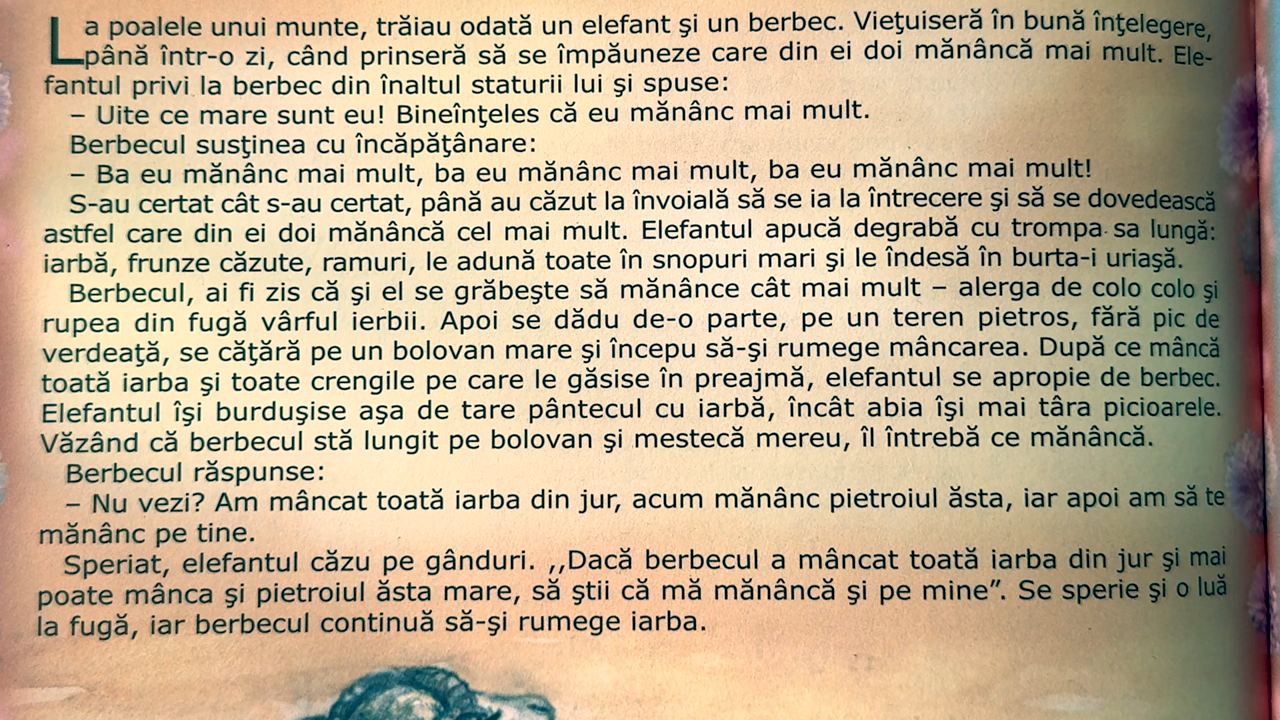 La poalele unui munte, trăiau odată un elefant şi un berbec. Vieţuiseră în bună înţelegere,
până într-o zi, când prinseră să se împăuneze care din ei doi mănâncă mai mult. Ele-
fantul privi la berbec din înaltul staturii lui şi spuse:
– Uite ce mare sunt eu! Bineînţeles că eu mănânc mai mult.
Berbecul susţinea cu încăpăţânare:
– Ba eu mănânc mai mult, ba eu mănânc mai mult, ba eu mănânc mai mult!
S-au certat cât s-au certat, până au căzut la învoială să se ia la întrecere şi să se dovedească
astfel care din ei doi mănâncă cel mai mult. Elefantul apucă degrabă cu trompa sa lungă:
iarbă, frunze căzute, ramuri, le adună toate în snopuri mari şi le îndesă în burta-i uriaşă.
Berbecul, ai fi zis că şi el se grăbeşte să mănânce cât mai mult – alerga de colo colo şi
rupea din fugă vârful ierbii. Apoi se dădu de-o parte, pe un teren pietros, fără pic de
verdeaţă, se căţără pe un bolovan mare şi începu să-şi rumege mâncarea. După ce mâncă
toată iarba şi toate crengile pe care le găsise în preajmă, elefantul se apropie de berbec.
Elefantul îşi burduşise aşa de tare pântecul cu iarbă, încât abia îşi mai târa picioarele.
Văzând că berbecul stă lungit pe bolovan şi mestecă mereu, îl întrebă ce mănâncă.
Berbecul răspunse:
– Nu vezi? Am mâncat toată iarba din jur, acum mănânc pietroiul ăsta, iar apoi am să te
mănânc pe tine.
Speriat, elefantul căzu pe gânduri. ,,Dacă berbecul a mâncat toată iarba din jur şi mai
poate mânca şi pietroiul ăsta mare, să ştii că mă mănâncă şi pe mine”. Se sperie şi o luă
la fugă, iar berbecul continuă să-şi rumege iarba.